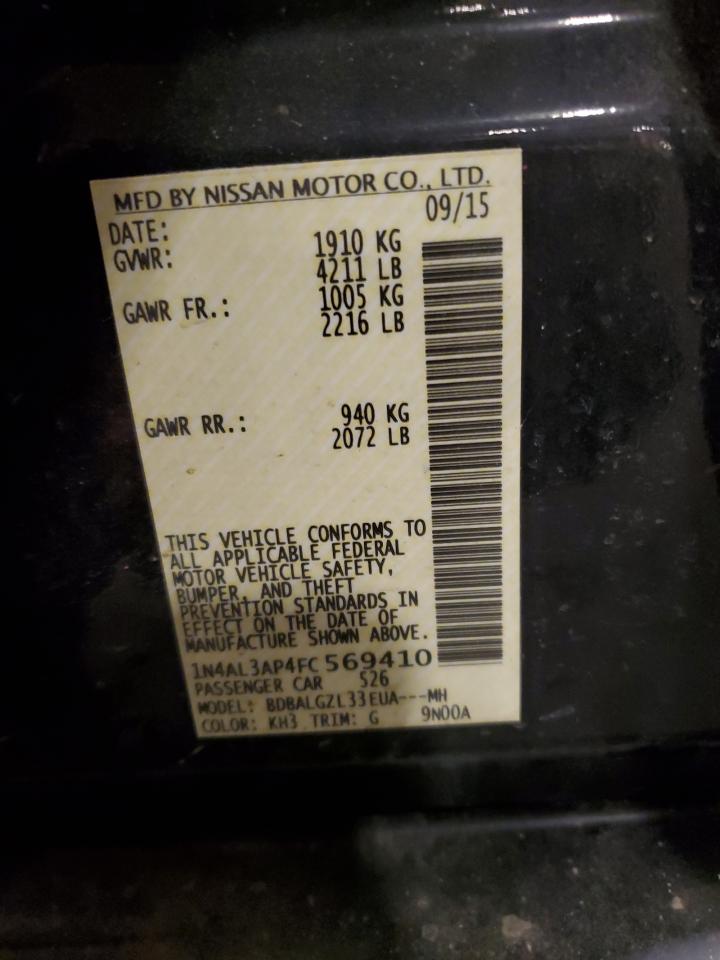 MFD BY NISSAN MOTOR CO., LTD.
DATE: 09/15
GVWR: 1910 KG
4211 LB
GAWR FR.: 1005 KG
2216 LB
GAWR RR.: 940 KG
2072 LB
THIS VEHICLE CONFORMS TO
ALL APPLICABLE FEDERAL
MOTOR VEHICLE SAFETY,
BUMPER, AND THEFT
PREVENTION STANDARDS IN
EFFECT ON THE DATE OF
MANUFACTURE SHOWN ABOVE.
1N4AL3AP4FC569410
PASSENGER CAR S26
MODEL: BDBALGZL33EUA---MH
COLOR: KH3 TRIM: G 9N00A